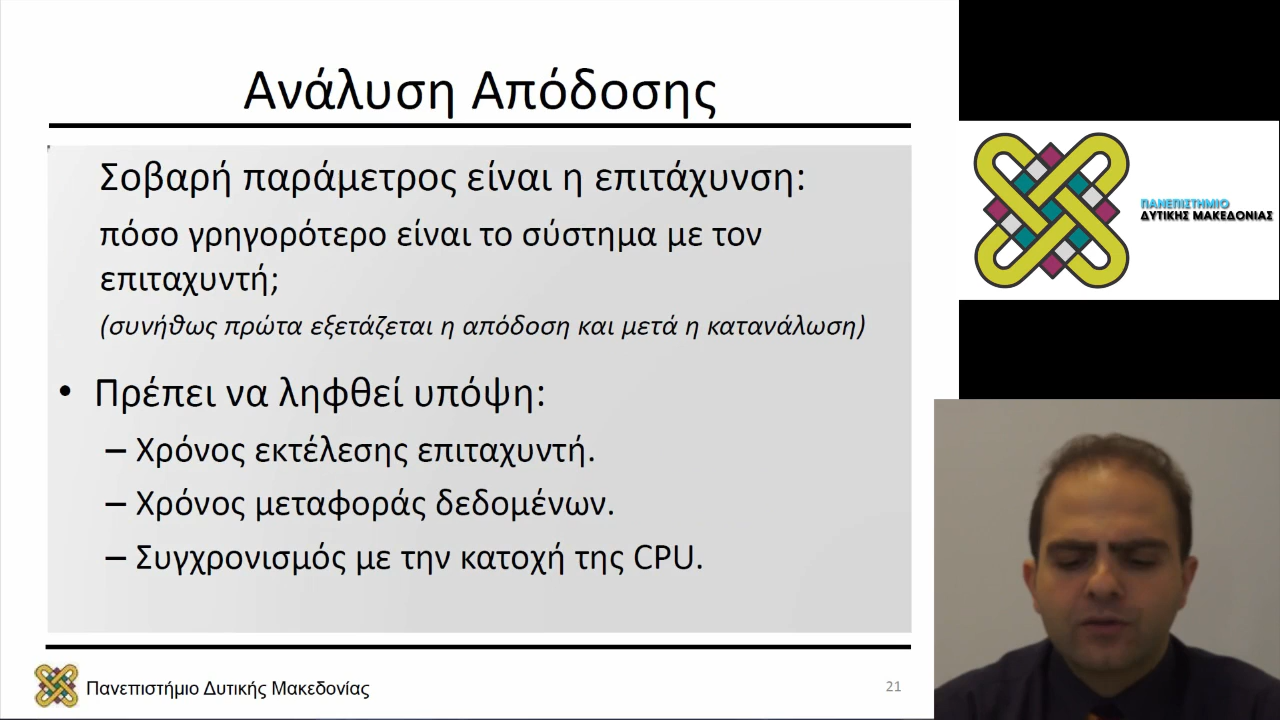 Ανάλυση Απόδοσης
Σοβαρή παράμετρος είναι η επιτάχυνση:
πόσο γρηγορότερο είναι το σύστημα με τον
επιταχυντή;
(συνήθως πρώτα εξετάζεται η απόδοση και μετά η κατανάλωση)
• Πρέπει να ληφθεί υπόψη:
– Χρόνος εκτέλεσης επιταχυντή.
– Χρόνος μεταφοράς δεδομένων.
– Συγχρονισμός με την κατοχή της CPU.
Πανεπιστήμιο Δυτικής Μακεδονίας
21
ΠΑΝΕΠΙΣΤΗΜΙΟ
ΔΥΤΙΚΗΣ ΜΑΚΕΔΟΝΙΑΣ